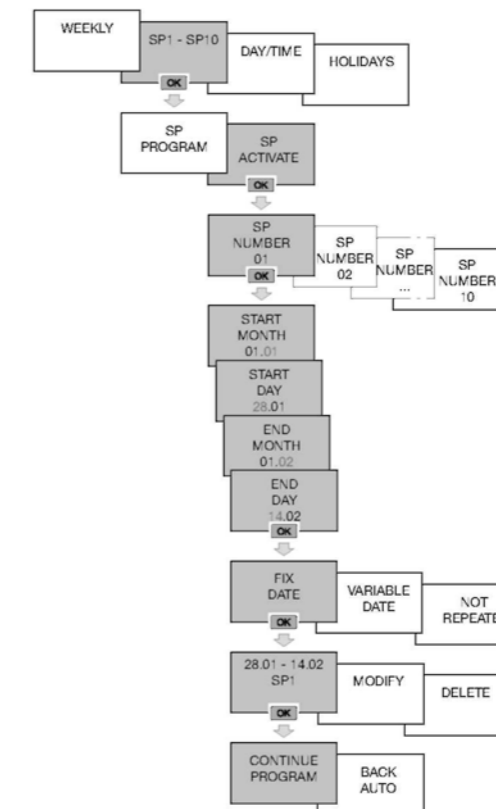 WEEKLY
SP1 - SP10
DAY/TIME
HOLIDAYS
OK
SP
PROGRAM
SP
ACTIVATE
OK
SP
NUMBER
01
SP
NUMBER
02
SP
NUMBER
...
SP
NUMBER
10
OK
START
MONTH
01.01
START
DAY
28.01
END
MONTH
01.02
END
DAY
14.02
OK
FIX
DATE
VARIABLE
DATE
NOT
REPEATE
OK
28.01 - 14.02
SP1
MODIFY
DELETE
OK
CONTINUE
PROGRAM
BACK
AUTO